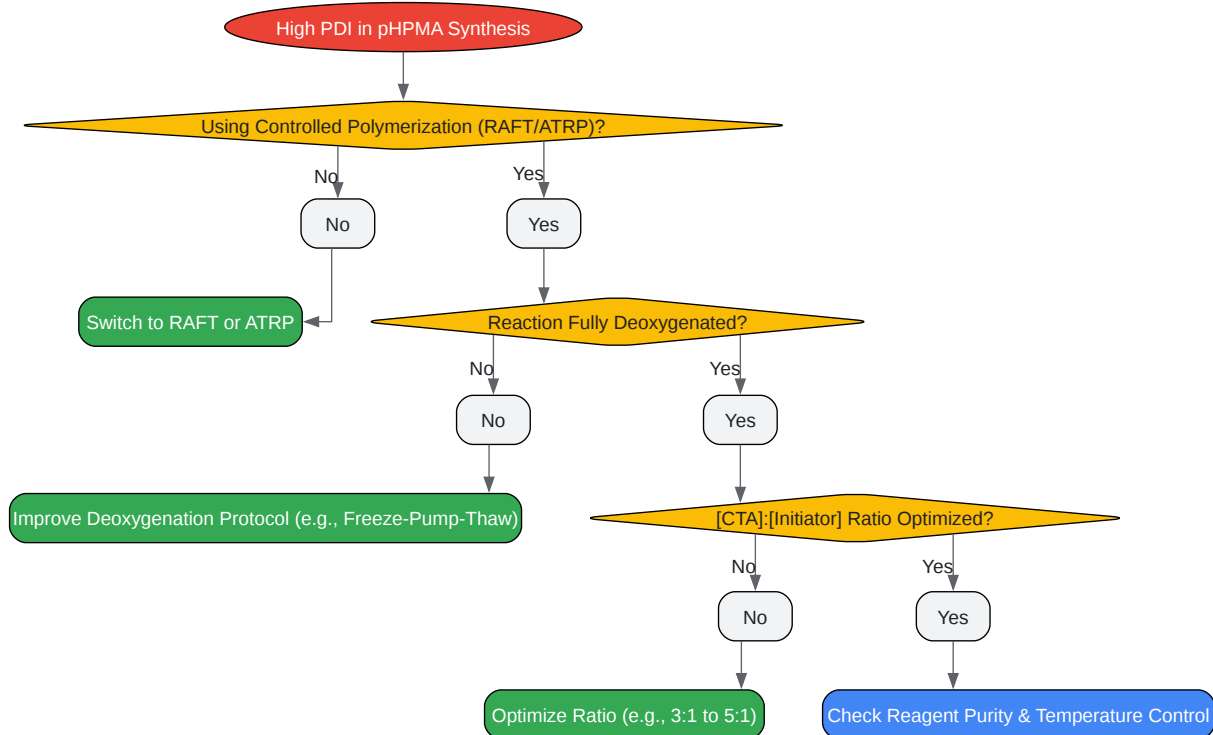 High PDI in pHPMA Synthesis
Using Controlled Polymerization (RAFT/ATRP)?
No
Yes
No
Yes
Switch to RAFT or ATRP
Reaction Fully Deoxygenated?
No
Yes
No
Yes
Improve Deoxygenation Protocol (e.g., Freeze-Pump-Thaw)
[CTA]:[Initiator] Ratio Optimized?
No
Yes
No
Yes
Optimize Ratio (e.g., 3:1 to 5:1)
Check Reagent Purity & Temperature Control